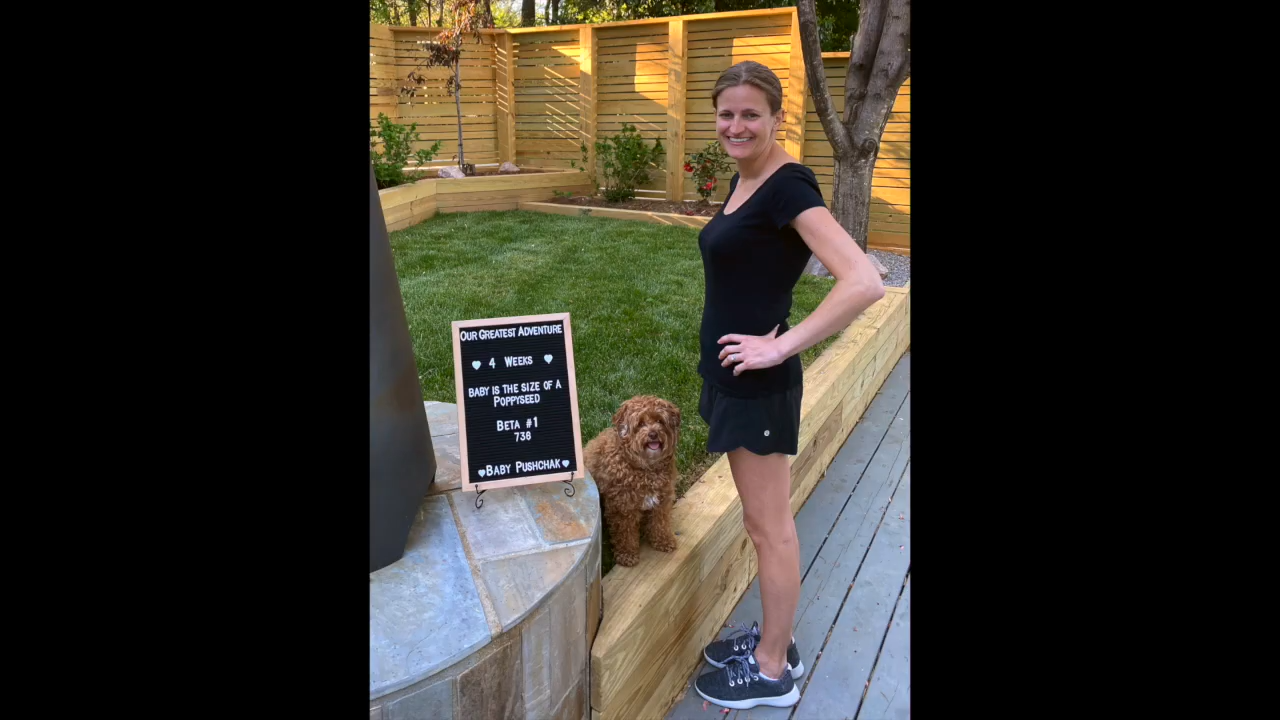 Our Greatest Adventure
4 Weeks
Baby is the size of a
Poppyseed
Beta #1
738
Baby Pushchak